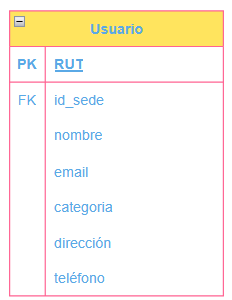 Usuario
PK RUT
FK id_sede
nombre
email
categoria
dirección
teléfono